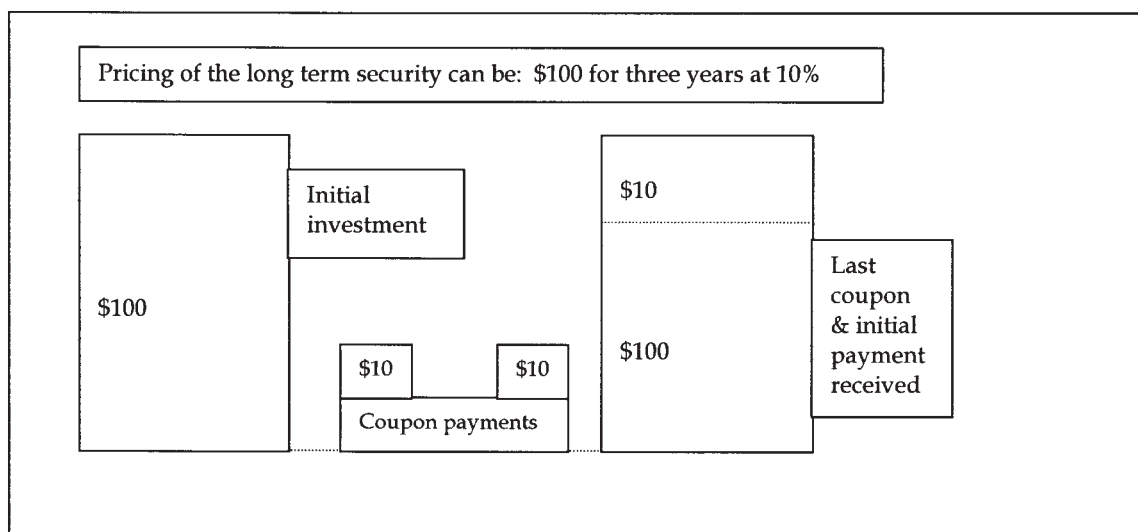 Pricing of the long term security can be: $100 for three years at 10%
Initial
investment
$100
$10
$10
Coupon payments
$10
$100
Last
coupon
& initial
payment
received